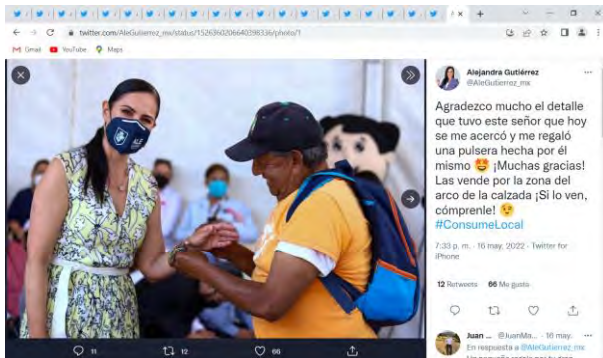 twitter.com/AleGutierrez_mx/status/1526360206640398336/photo/1
Gmail YouTube Maps
ALE
Alejandra Gutiérrez
@AleGutierrez_mx
Agradezco mucho el detalle
que tuvo este señor que hoy
se me acercó y me regaló
una pulsera hecha por él
mismo 🤩 ¡Muchas gracias!
Las vende por la zona del
arco de la calzada ¡Si lo ven,
cómprenle! 😉
#ConsumeLocal
7:33 p. m. · 16 may. 2022 · Twitter for
iPhone
12 Retweets 66 Me gusta
Juan ... @JuanMa... · 16 may.
En respuesta a @AleGutierrez_mx
11 12 66